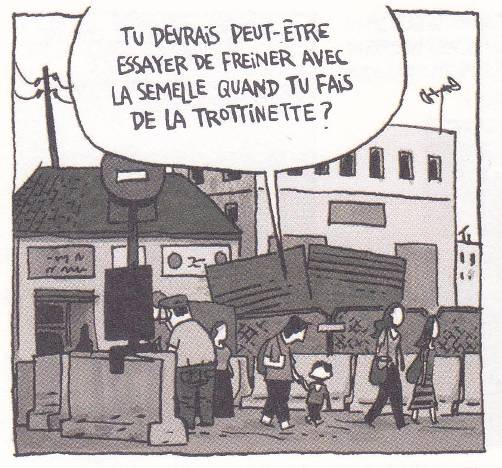 TU DEVRAIS PEUT-ÊTRE
ESSAYER DE FREINER AVEC
LA SEMELLE QUAND TU FAIS
DE LA TROTTINETTE ?